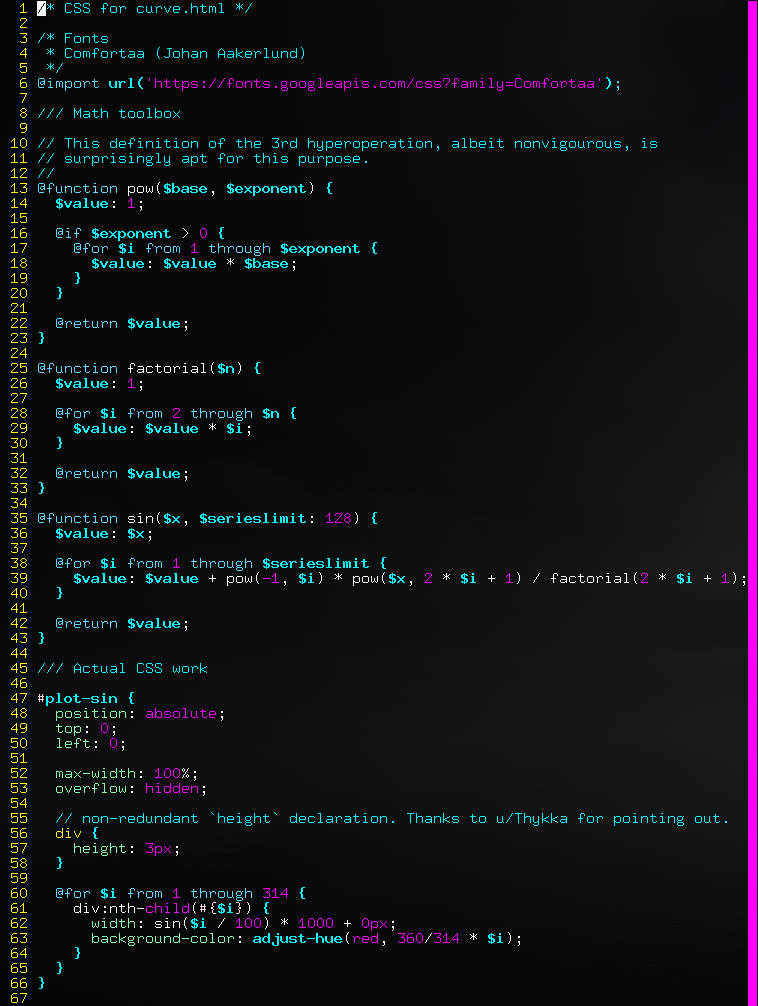 1 /* CSS for curve.html */
2
3 /* Fonts
4  * Comfortaa (Johan Aakerlund)
5  */
6 @import url('https://fonts.googleapis.com/css?family=Comfortaa');
7
8 /// Math toolbox
9
10 // This definition of the 3rd hyperoperation, albeit nonvigourous, is
11 // surprisingly apt for this purpose.
12 //
13 @function pow($base, $exponent) {
14   $value: 1;
15
16   @if $exponent > 0 {
17     @for $i from 1 through $exponent {
18       $value: $value * $base;
19     }
20   }
21
22   @return $value;
23 }
24
25 @function factorial($n) {
26   $value: 1;
27
28   @for $i from 2 through $n {
29     $value: $value * $i;
30   }
31
32   @return $value;
33 }
34
35 @function sin($x, $serieslimit: 128) {
36   $value: $x;
37
38   @for $i from 1 through $serieslimit {
39     $value: $value + pow(-1, $i) * pow($x, 2 * $i + 1) / factorial(2 * $i + 1);
40   }
41
42   @return $value;
43 }
44
45 /// Actual CSS work
46
47 #plot-sin {
48   position: absolute;
49   top: 0;
50   left: 0;
51
52   max-width: 100%;
53   overflow: hidden;
54
55   // non-redundant `height` declaration. Thanks to u/Thykka for pointing out.
56   div {
57     height: 3px;
58   }
59
60   @for $i from 1 through 314 {
61     div:nth-child(#{$i}) {
62       width: sin($i / 100) * 1000 + 0px;
63       background-color: adjust-hue(red, 360/314 * $i);
64     }
65   }
66 }
67